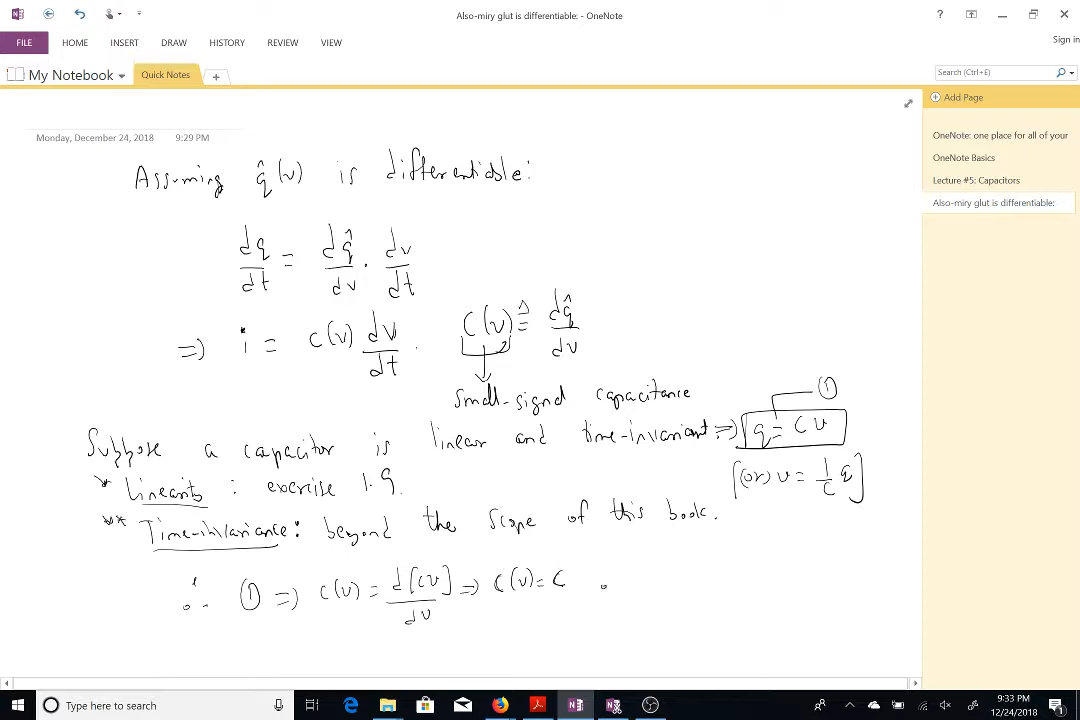 Also-miry glut is differentiable: - OneNote
?
FILE HOME INSERT DRAW HISTORY REVIEW VIEW
Sign in
My Notebook Quick Notes +
Search (Ctrl+E)
Add Page
OneNote: one place for all of your
OneNote Basics
Lecture #5: Capacitors
Also-miry glut is differentiable:
Monday, December 24, 2018 9:29 PM
Assuming q̂(v) is differentiable:
dq/dt = dq̂/dv · dv/dt
=> i = C(v) dv/dt . C(v) ≜ dq̂/dv
small-signal capacitance
①
Suppose a capacitor is linear and time-invariant => q = Cv
[(or) v = 1/C q]
* Linearity : exercise 1.9.
** Time-invariance: beyond the scope of this book.
∴ ① => C(v) = d[Cv]/dv => C(v) = C
Type here to search
9:33 PM
12/24/2018
1